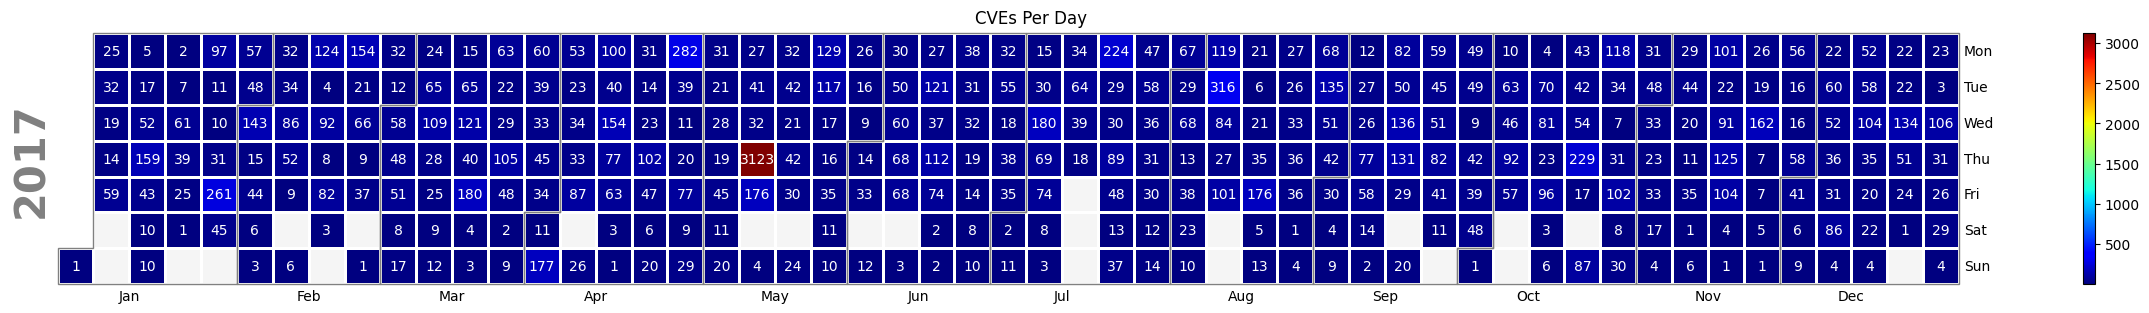 CVEs Per Day
25 5 2 97 57 32 124 154 32 24 15 63 60 53 100 31 282 31 27 32 129 26 30 27 38 32 15 34 224 47 67 119 21 27 68 12 82 59 49 10 4 43 118 31 29 101 26 56 22 52 22 23 Mon
32 17 7 11 48 34 4 21 12 65 65 22 39 23 40 14 39 21 41 42 117 16 50 121 31 55 30 64 29 58 29 316 6 26 135 27 50 45 49 63 70 42 34 48 44 22 19 16 60 58 22 3 Tue
19 52 61 10 143 86 92 66 58 109 121 29 33 34 154 23 11 28 32 21 17 9 60 37 32 18 180 39 30 36 68 84 21 33 51 26 136 51 9 46 81 54 7 33 20 91 162 16 52 104 134 106 Wed
14 159 39 31 15 52 8 9 48 28 40 105 45 33 77 102 20 19 3123 42 16 14 68 112 19 38 69 18 89 31 13 27 35 36 42 77 131 82 42 92 23 229 31 23 11 125 7 58 36 35 51 31 Thu
59 43 25 261 44 9 82 37 51 25 180 48 34 87 63 47 77 45 176 30 35 33 68 74 14 35 74 48 30 38 101 176 36 30 58 29 41 39 57 96 17 102 33 35 104 7 41 31 20 24 26 Fri
10 1 45 6 3 8 9 4 2 11 3 6 9 11 11 2 8 2 8 13 12 23 5 1 4 14 11 48 3 8 17 1 4 5 6 86 22 1 29 Sat
1 10 3 6 1 17 12 3 9 177 26 1 20 29 20 4 24 10 12 3 2 10 11 3 37 14 10 13 4 9 2 20 1 6 87 30 4 6 1 1 9 4 4 4 Sun
Jan Feb Mar Apr May Jun Jul Aug Sep Oct Nov Dec
2017
3000
2500
2000
1500
1000
500